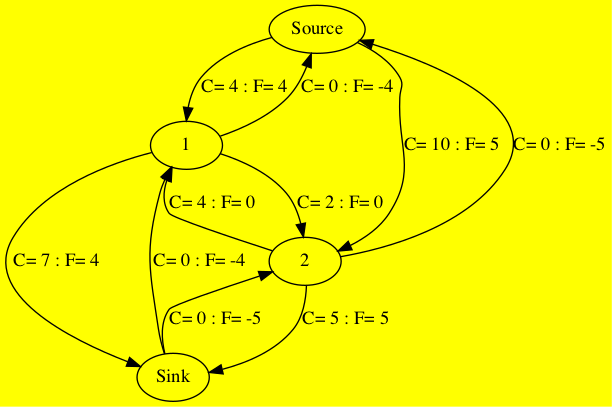 Source
C= 4 : F= 4
C= 0 : F= -4
1
C= 10 : F= 5
C= 0 : F= -5
C= 4 : F= 0
C= 2 : F= 0
C= 7 : F= 4
C= 0 : F= -4
2
C= 0 : F= -5
C= 5 : F= 5
Sink